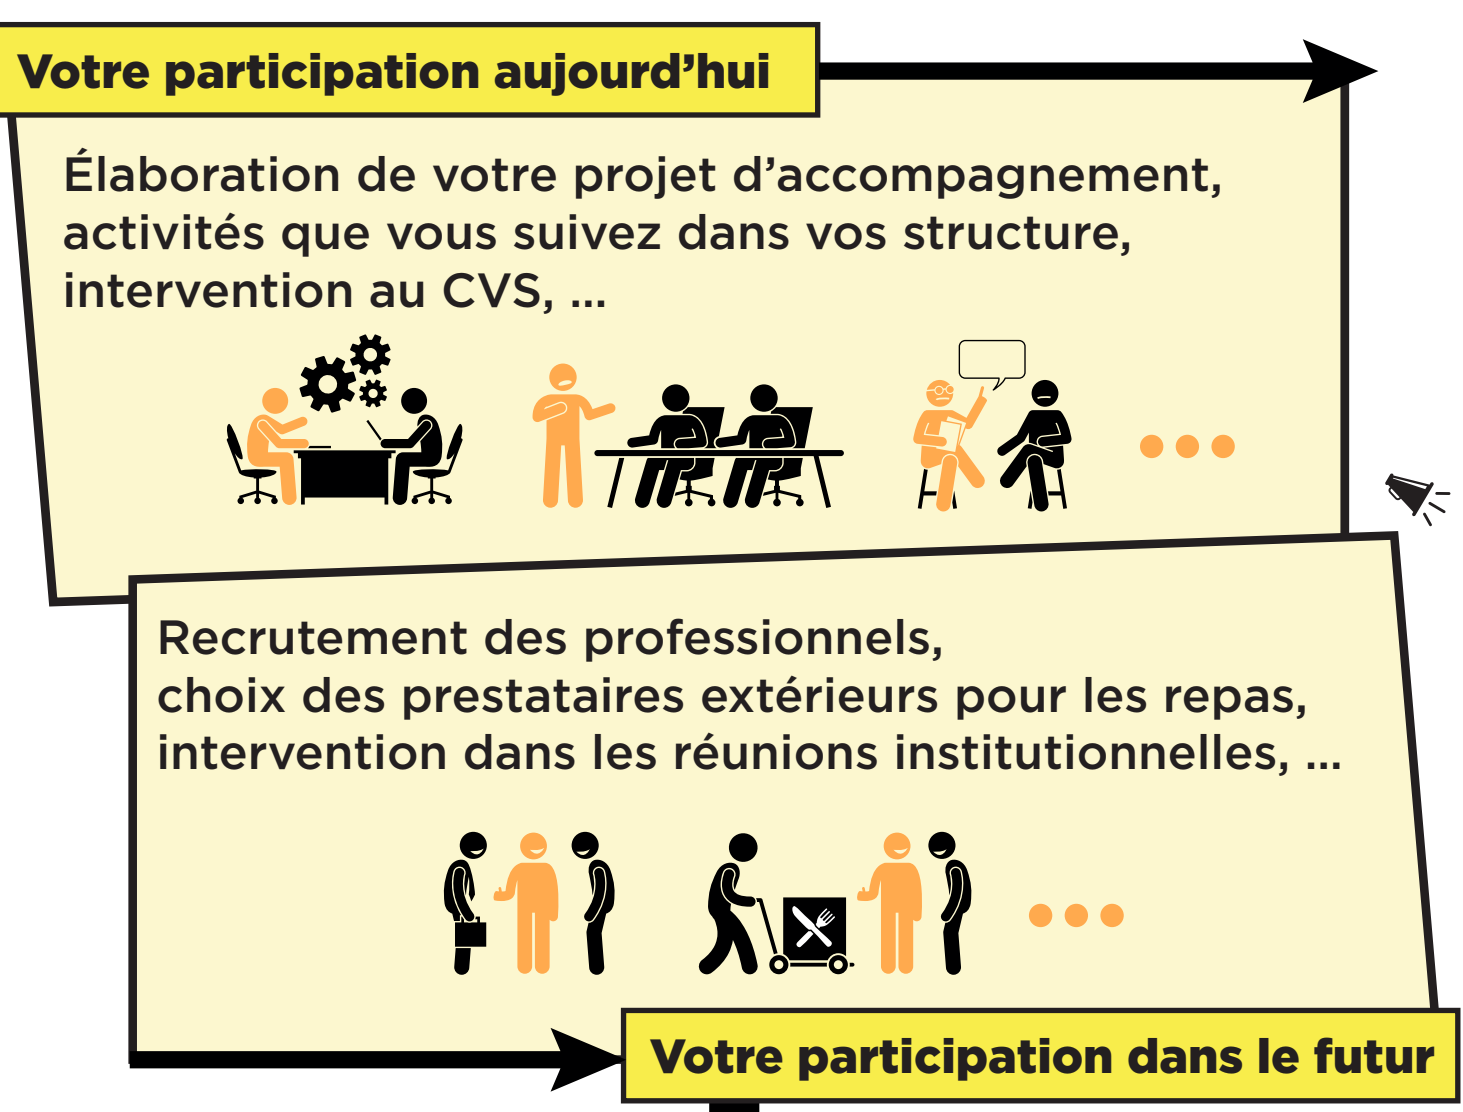 Votre participation aujourd’hui
Élaboration de votre projet d’accompagnement,
activités que vous suivez dans vos structure,
intervention au CVS, ...
Recrutement des professionnels,
choix des prestataires extérieurs pour les repas,
intervention dans les réunions institutionnelles, ...
Votre participation dans le futur